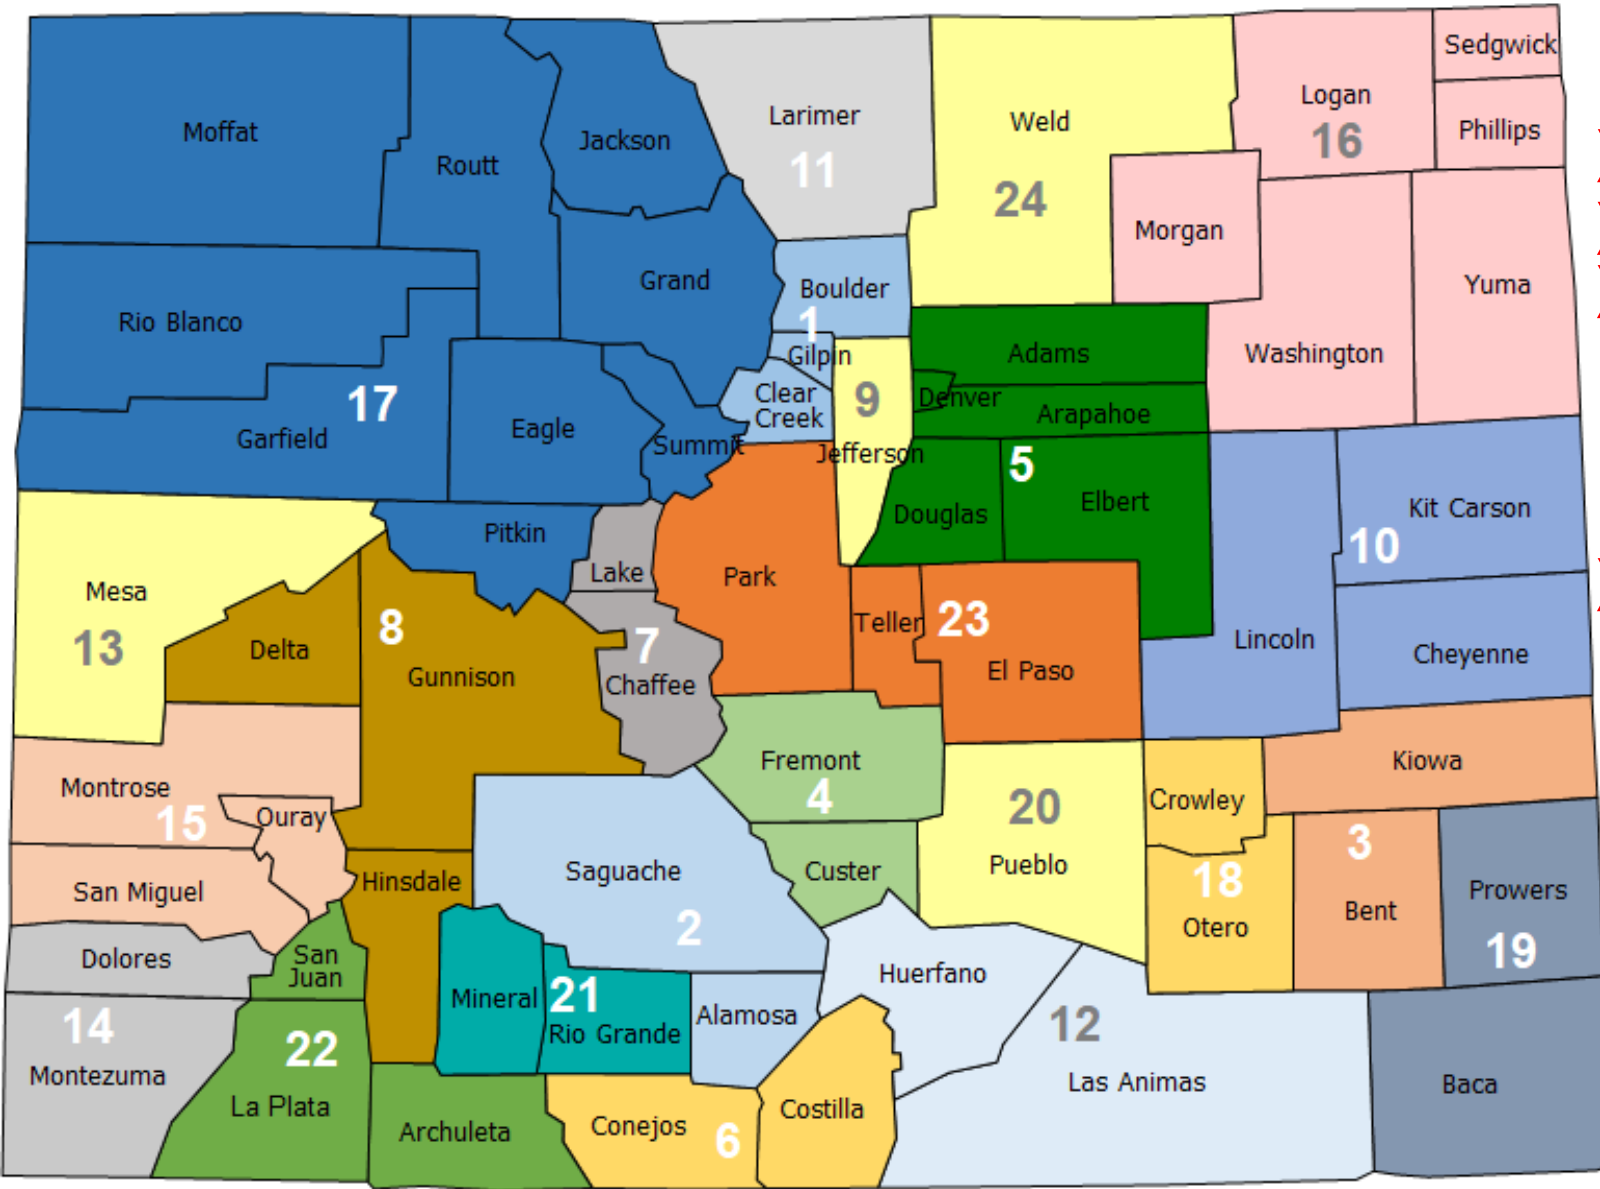 Sedgwick
Logan
16
Phillips
Moffat
Routt
Jackson
Larimer
11
Weld
24
Morgan
Yuma
Rio Blanco
Grand
Boulder
1
Gilpin
Adams
Washington
17
Garfield
Eagle
Summit
Clear
Creek
9
Jefferson
Denver
Arapahoe
5
Douglas
Elbert
Kit Carson
10
Pitkin
Lake
Park
Mesa
13
Delta
8
Gunnison
7
Chaffee
Teller
23
El Paso
Lincoln
Cheyenne
Montrose
15
Ouray
Fremont
4
20
Pueblo
Crowley
Kiowa
San Miguel
Hinsdale
Saguache
2
Custer
18
Otero
3
Bent
Prowers
19
Dolores
San
Juan
Mineral
21
Rio Grande
Alamosa
Huerfano
12
Las Animas
Baca
14
Montezuma
22
La Plata
Archuleta
Conejos
6
Costilla